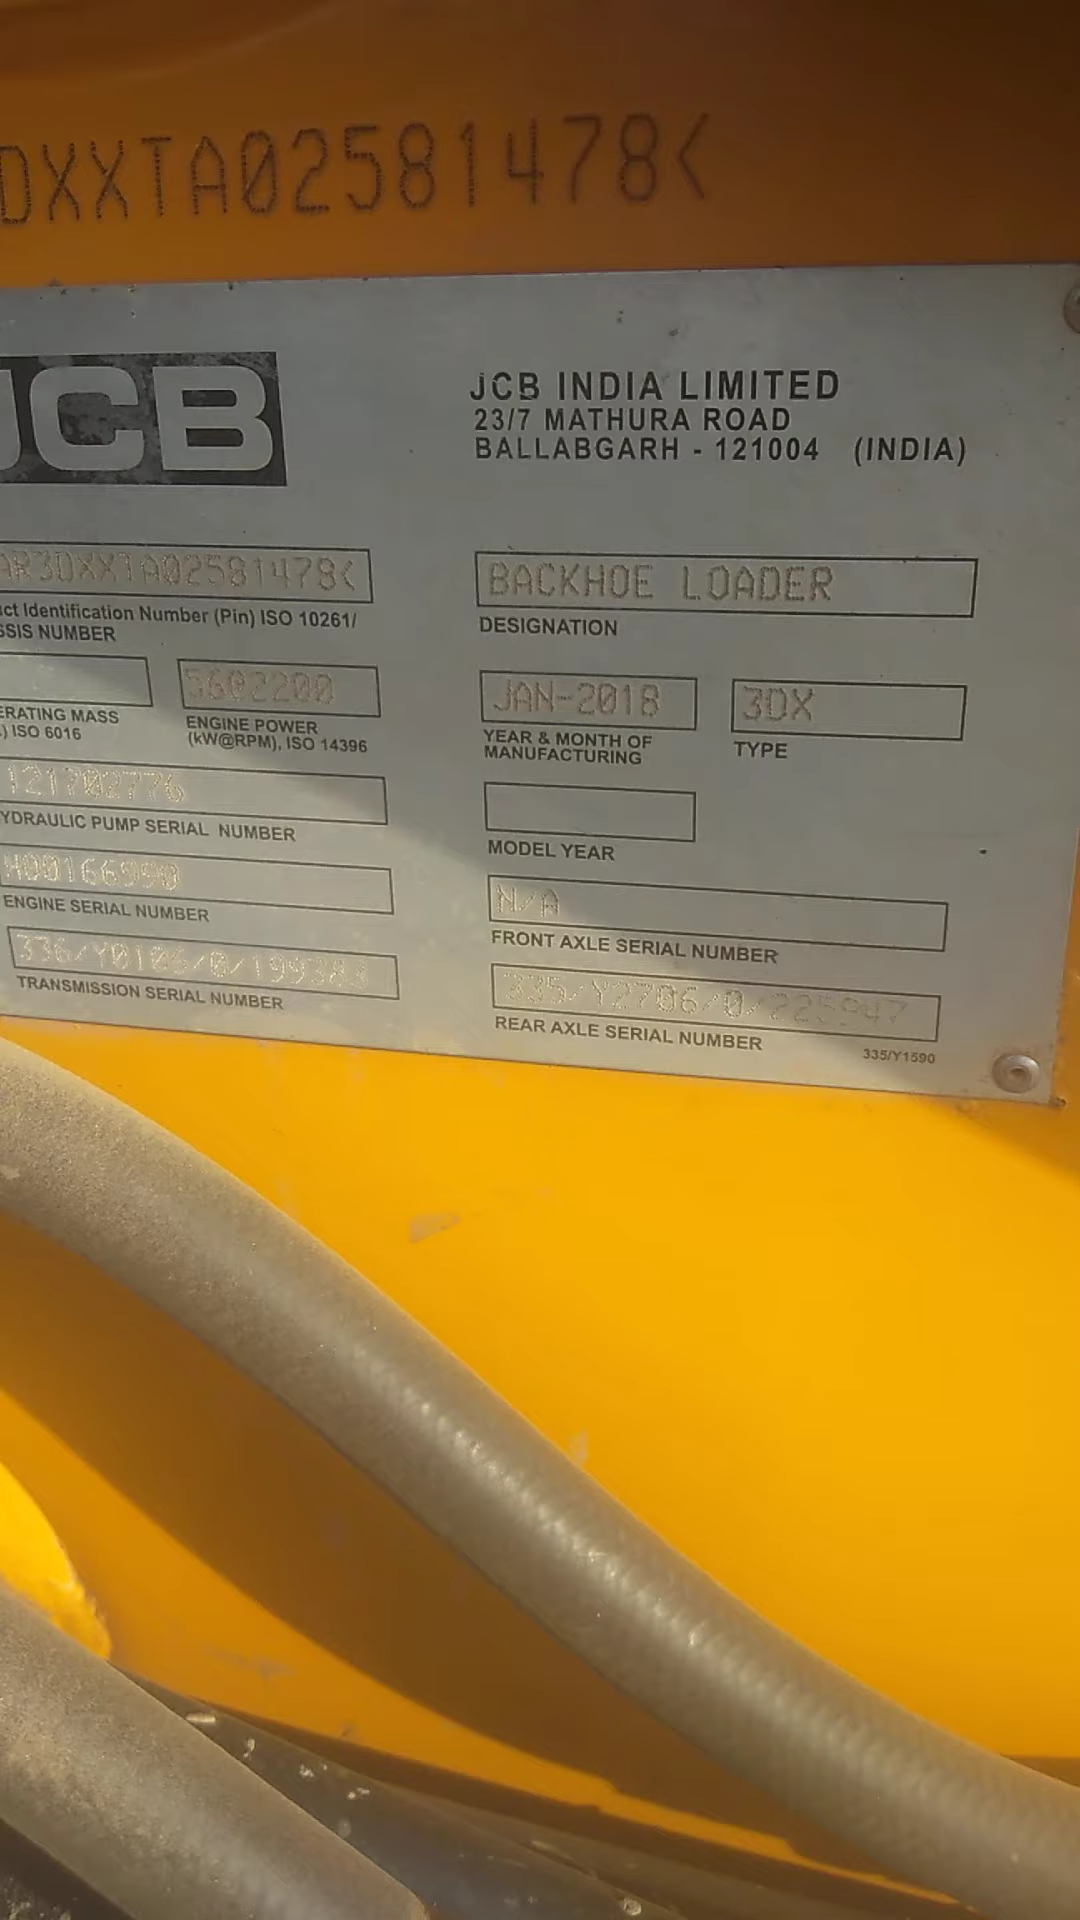 DXXTA02581478<
JCB
JCB INDIA LIMITED
23/7 MATHURA ROAD
BALLABGARH - 121004 (INDIA)
AR3DXXTA02581478<
ct Identification Number (Pin) ISO 10261/
SSIS NUMBER
BACKHOE LOADER
DESIGNATION
5602200
ERATING MASS
.) ISO 6016
ENGINE POWER
(kW@RPM), ISO 14396
JAN-2018
YEAR & MONTH OF
MANUFACTURING
3DX
TYPE
121702776
YDRAULIC PUMP SERIAL NUMBER
MODEL YEAR
H00166990
ENGINE SERIAL NUMBER
N/A
FRONT AXLE SERIAL NUMBER
TRANSMISSION SERIAL NUMBER
REAR AXLE SERIAL NUMBER
335/Y1590